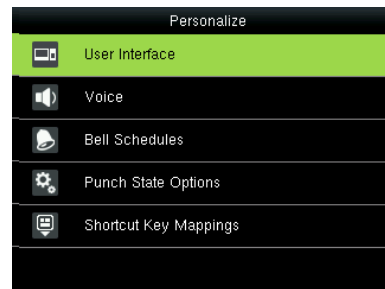 Personalize
User Interface
Voice
Bell Schedules
Punch State Options
Shortcut Key Mappings